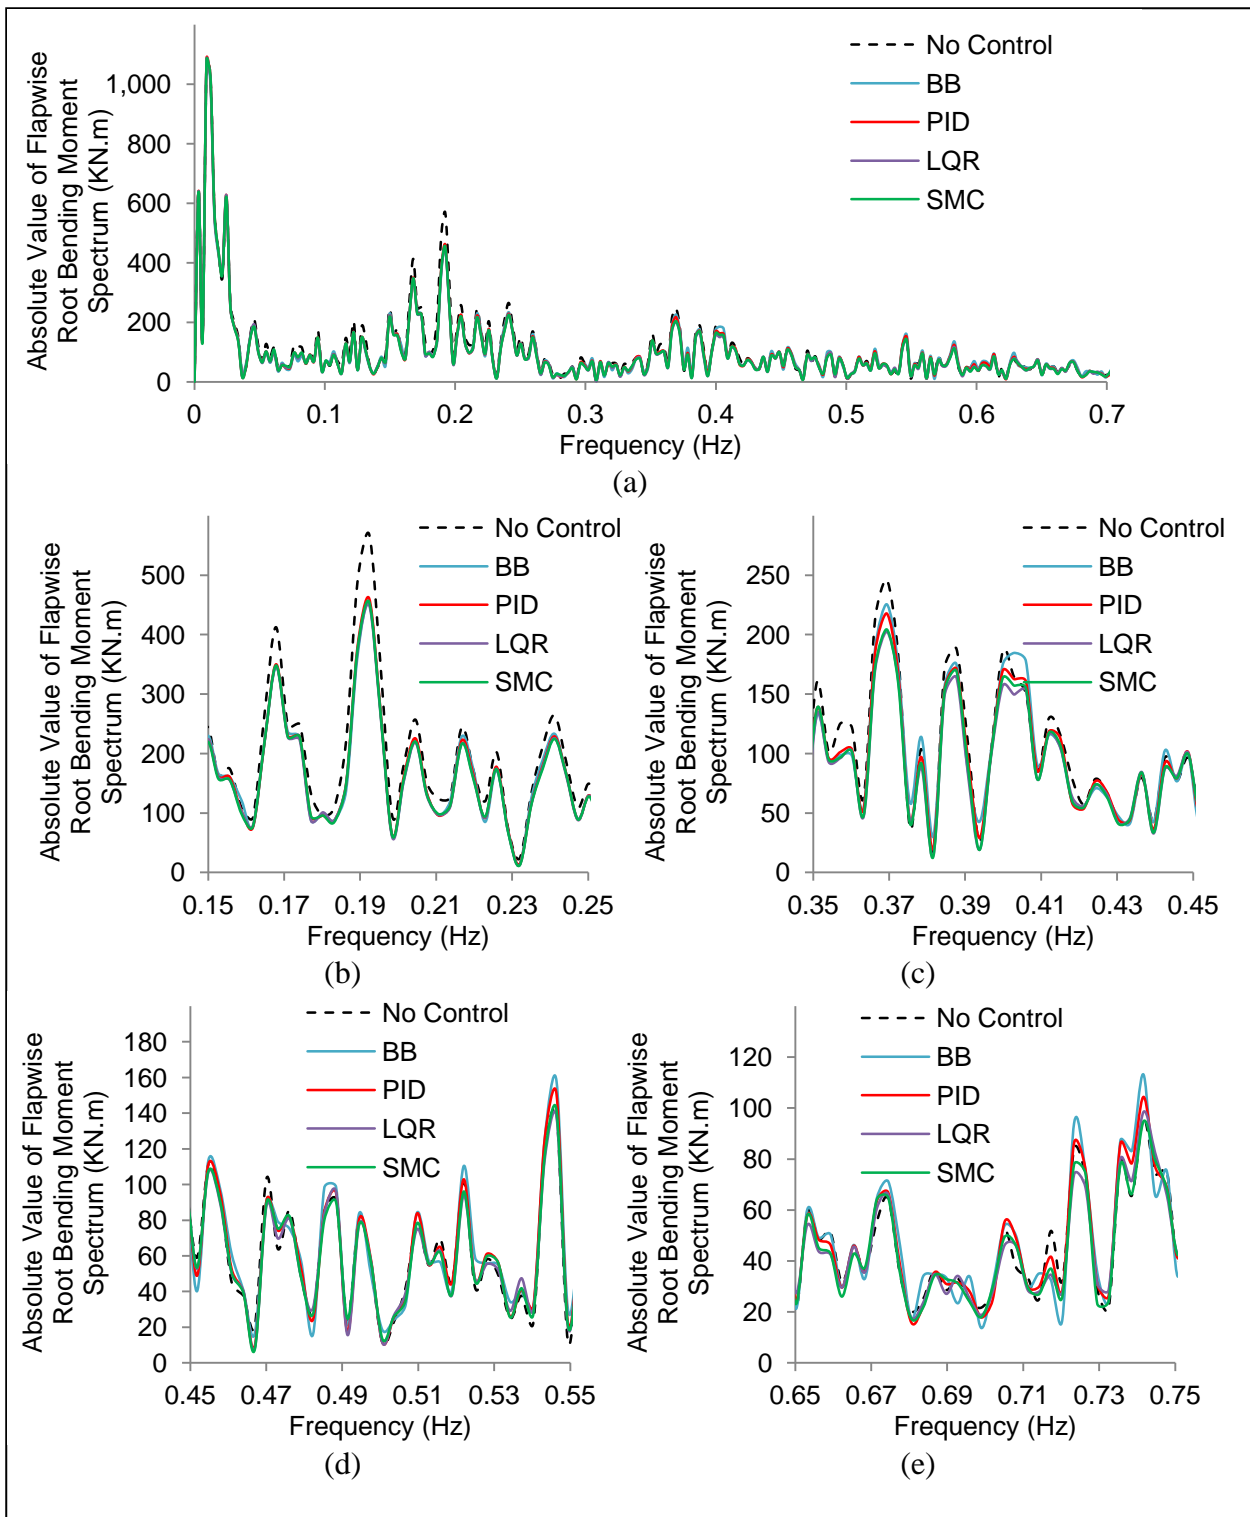 Absolute Value of Flapwise
Root Bending Moment
Spectrum (KN.m)
1,000
800
600
400
200
0
0
0.1
0.2
0.3
0.4
0.5
0.6
0.7
Frequency (Hz)
No Control
BB
PID
LQR
SMC
(a)
Absolute Value of Flapwise
Root Bending Moment
Spectrum (KN.m)
500
400
300
200
100
0
0.15
0.17
0.19
0.21
0.23
0.25
Frequency (Hz)
No Control
BB
PID
LQR
SMC
(b)
Absolute Value of Flapwise
Root Bending Moment
Spectrum (KN.m)
250
200
150
100
50
0
0.35
0.37
0.39
0.41
0.43
0.45
Frequency (Hz)
No Control
BB
PID
LQR
SMC
(c)
Absolute Value of Flapwise
Root Bending Moment
Spectrum (KN.m)
180
160
140
120
100
80
60
40
20
0
0.45
0.47
0.49
0.51
0.53
0.55
Frequency (Hz)
No Control
BB
PID
LQR
SMC
(d)
Absolute Value of Flapwise
Root Bending Moment
Spectrum (KN.m)
120
100
80
60
40
20
0
0.65
0.67
0.69
0.71
0.73
0.75
Frequency (Hz)
No Control
BB
PID
LQR
SMC
(e)